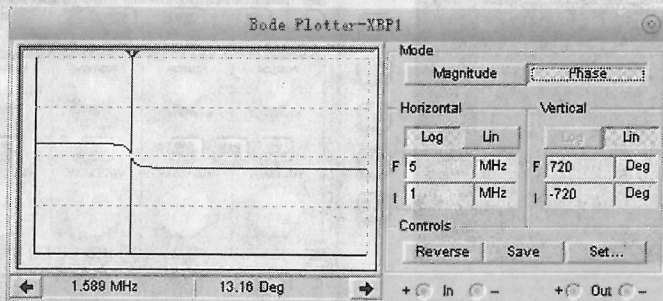 Bode Plotter-XBP1
Mode
Magnitude Phase
Horizontal Vertical
Log Lin Log Lin
F 5 MHz F 720 Deg
I 1 MHz I -720 Deg
Controls
Reverse Save Set...
1.589 MHz 13.16 Deg + In - + Out -